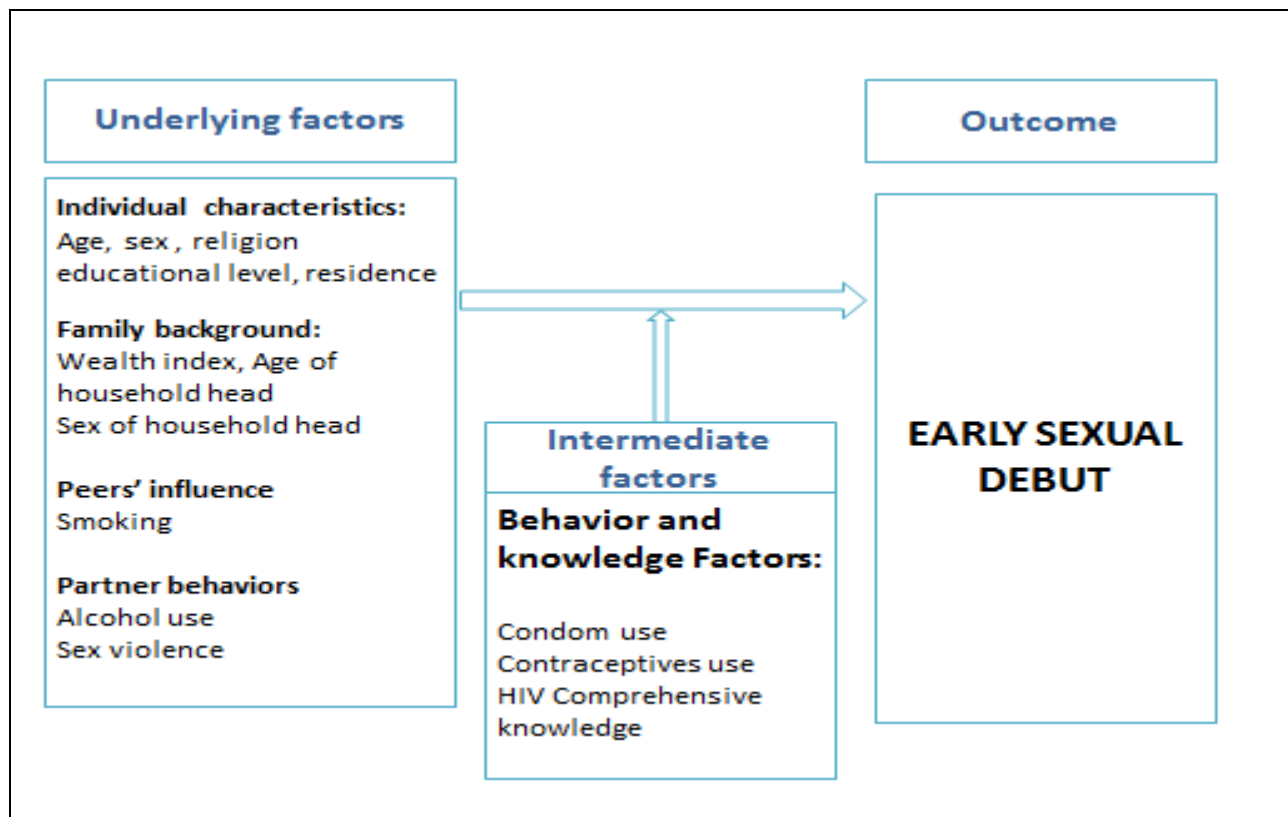 Underlying factors
Individual characteristics:
Age, sex , religion
educational level, residence
Family background:
Wealth index, Age of
household head
Sex of household head
Peers’ influence
Smoking
Partner behaviors
Alcohol use
Sex violence
Intermediate
factors
Behavior and
knowledge Factors:
Condom use
Contraceptives use
HIV Comprehensive
knowledge
Outcome
EARLY SEXUAL
DEBUT